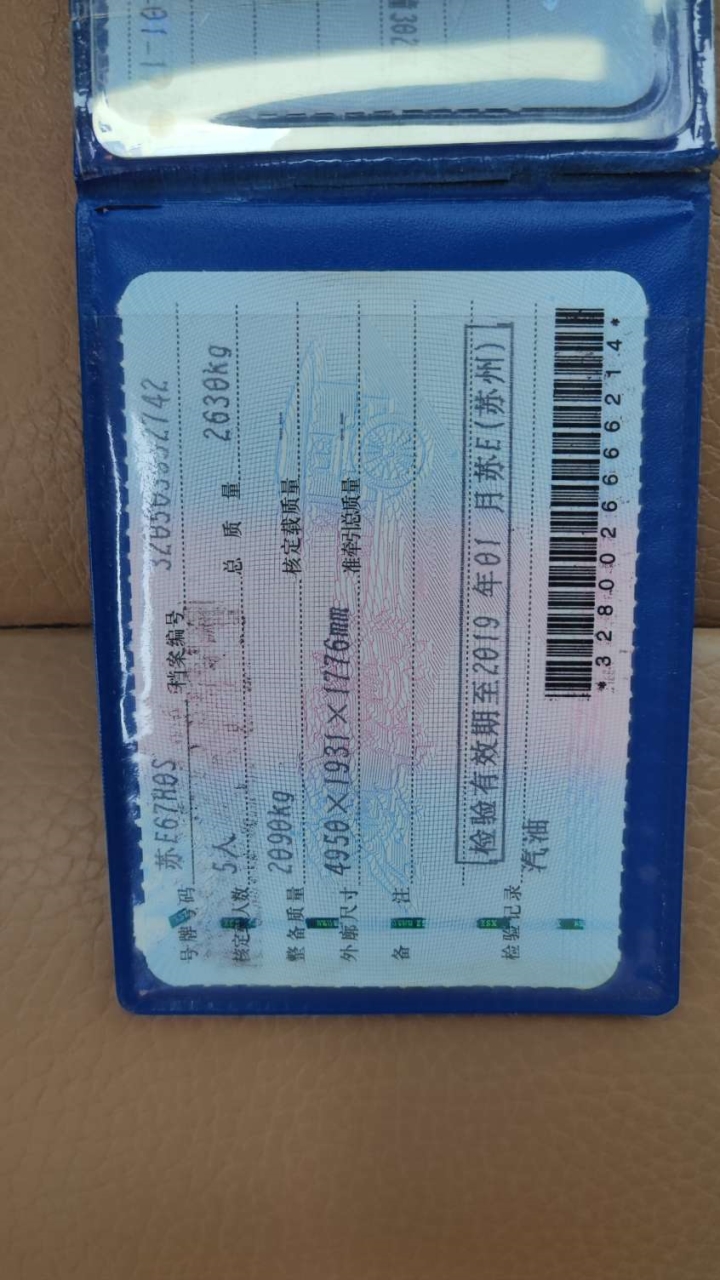 号牌号码 苏E67H0S 档案编号
核定载人数 5人 总质量 2630kg
整备质量 2090kg 核定载质量 --
外廓尺寸 4950×1931×1776mm 准牵引总质量 --
备注
检验有效期至2019年01月苏E(苏州)
检验记录 汽油
*3280026666214*